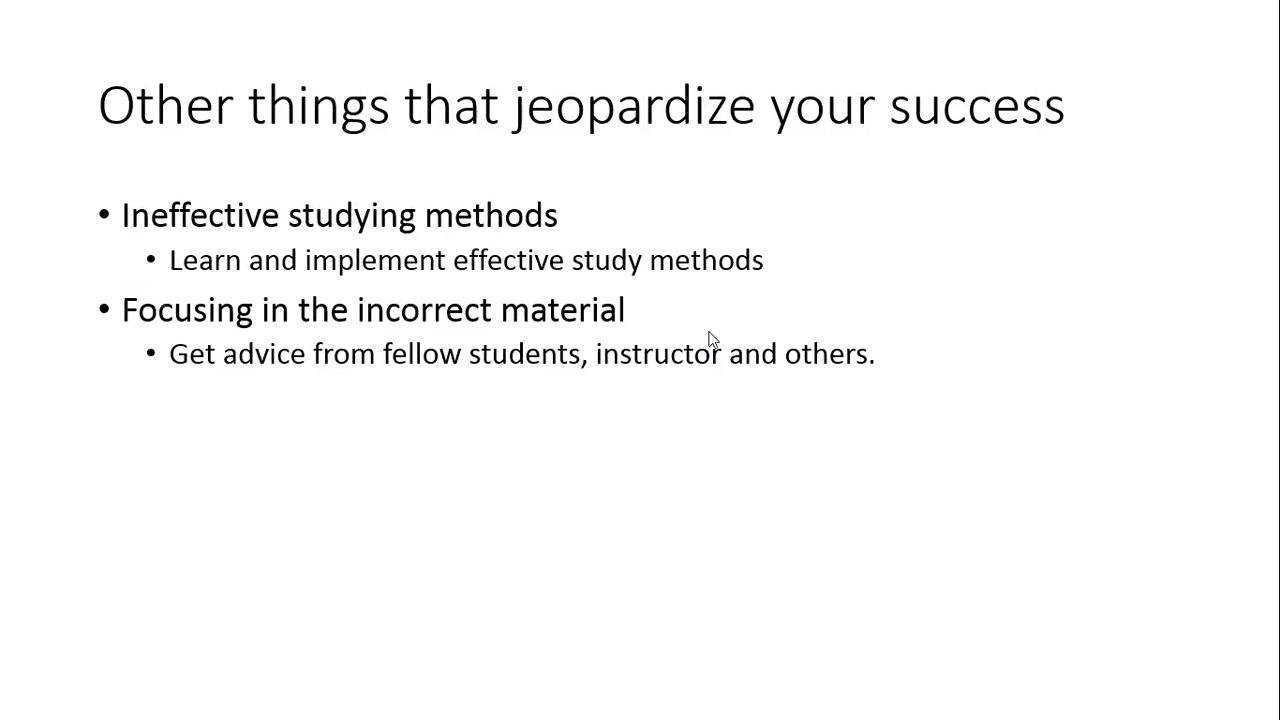 Other things that jeopardize your success
• Ineffective studying methods
• Learn and implement effective study methods
• Focusing in the incorrect material
• Get advice from fellow students, instructor and others.